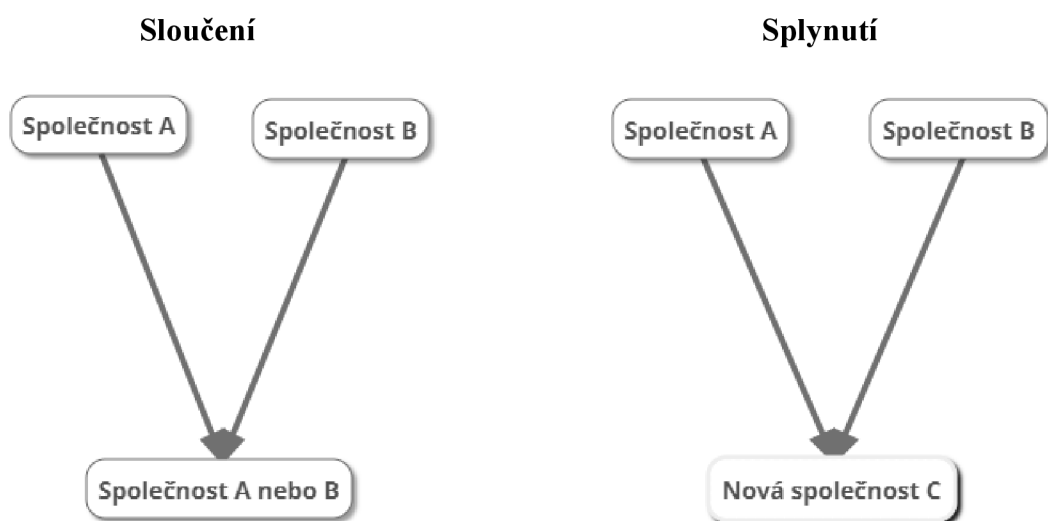 Sloučení
Splynutí
Společnost A
Společnost B
Společnost A
Společnost B
Společnost A nebo B
Nová společnost C